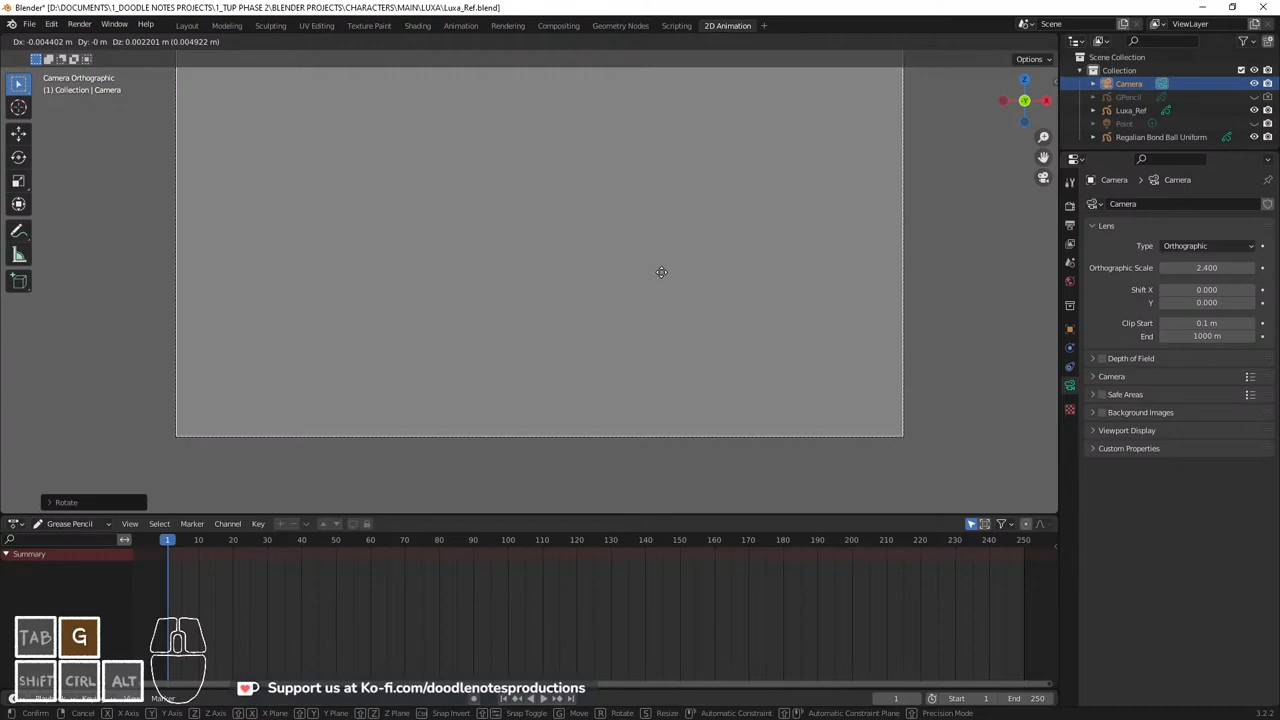 Blender* [D:\DOCUMENTS\1_DOODLE NOTES PROJECTS\1_TUP PHASE 2\BLENDER PROJECTS\CHARACTERS\MAIN\LUXA\Luxa_Ref.blend]
File Edit Render Window Help Layout Modeling Sculpting UV Editing Texture Paint Shading Animation Rendering Compositing Geometry Nodes Scripting 2D Animation + Scene ViewLayer
Dx: -0.004402 m Dy: -0 m Dz: 0.002201 m (0.004922 m)
Options
Camera Orthographic
(1) Collection | Camera
Z
Y
X
Scene Collection
Collection
Camera
GPencil
Luxa_Ref
Point
Regalian Bond Ball Uniform
Camera Camera
Camera
Lens
Type Orthographic
Orthographic Scale 2.400
Shift X 0.000
Y 0.000
Clip Start 0.1 m
End 1000 m
Depth of Field
Camera
Safe Areas
Background Images
Viewport Display
Custom Properties
Rotate
Grease Pencil View Select Marker Channel Key
1 10 20 30 40 50 60 70 80 90 100 110 120 130 140 150 160 170 180 190 200 210 220 230 240 250
Summary
TAB G
SHIFT CTRL ALT
Support us at Ko-fi.com/doodlenotesproductions
Marker 1 Start 1 End 250
Confirm Cancel X Axis Y Axis Z Axis X Plane Y Plane Z Plane Snap Invert Snap Toggle Move Rotate Resize Automatic Constraint Automatic Constraint Plane Precision Mode 3.2.2